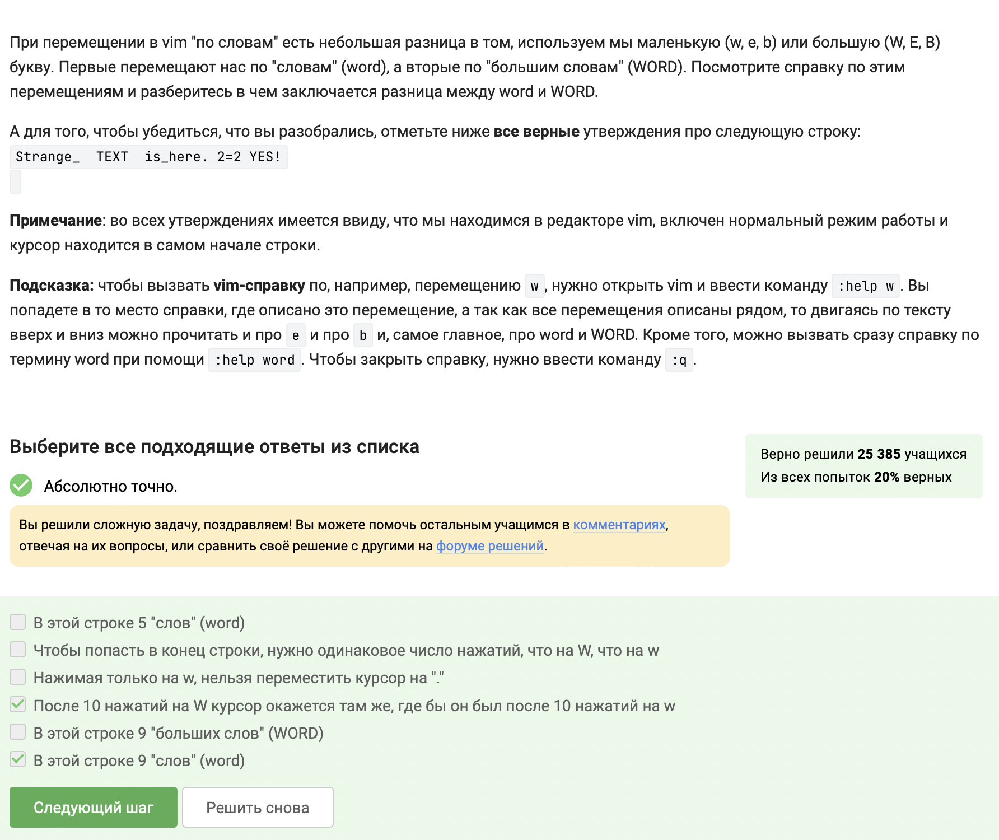 При перемещении в vim "по словам" есть небольшая разница в том, используем мы маленькую (w, e, b) или большую (W, E, B)
букву. Первые перемещают нас по "словам" (word), а вторые по "большим словам" (WORD). Посмотрите справку по этим
перемещениям и разберитесь в чем заключается разница между word и WORD.
А для того, чтобы убедиться, что вы разобрались, отметьте ниже все верные утверждения про следующую строку:
Strange_  TEXT  is_here. 2=2 YES!
Примечание: во всех утверждениях имеется ввиду, что мы находимся в редакторе vim, включен нормальный режим работы и
курсор находится в самом начале строки.
Подсказка: чтобы вызвать vim-справку по, например, перемещению w, нужно открыть vim и ввести команду :help w. Вы
попадете в то место справки, где описано это перемещение, а так как все перемещения описаны рядом, то двигаясь по тексту
вверх и вниз можно прочитать и про e и про b и, самое главное, про word и WORD. Кроме того, можно вызвать сразу справку по
термину word при помощи :help word. Чтобы закрыть справку, нужно ввести команду :q.
Выберите все подходящие ответы из списка
Верно решили 25 385 учащихся
Из всех попыток 20% верных
Абсолютно точно.
Вы решили сложную задачу, поздравляем! Вы можете помочь остальным учащимся в комментариях,
отвечая на их вопросы, или сравнить своё решение с другими на форуме решений.
В этой строке 5 "слов" (word)
Чтобы попасть в конец строки, нужно одинаковое число нажатий, что на W, что на w
Нажимая только на w, нельзя переместить курсор на "."
После 10 нажатий на W курсор окажется там же, где бы он был после 10 нажатий на w
В этой строке 9 "больших слов" (WORD)
В этой строке 9 "слов" (word)
Следующий шаг
Решить снова